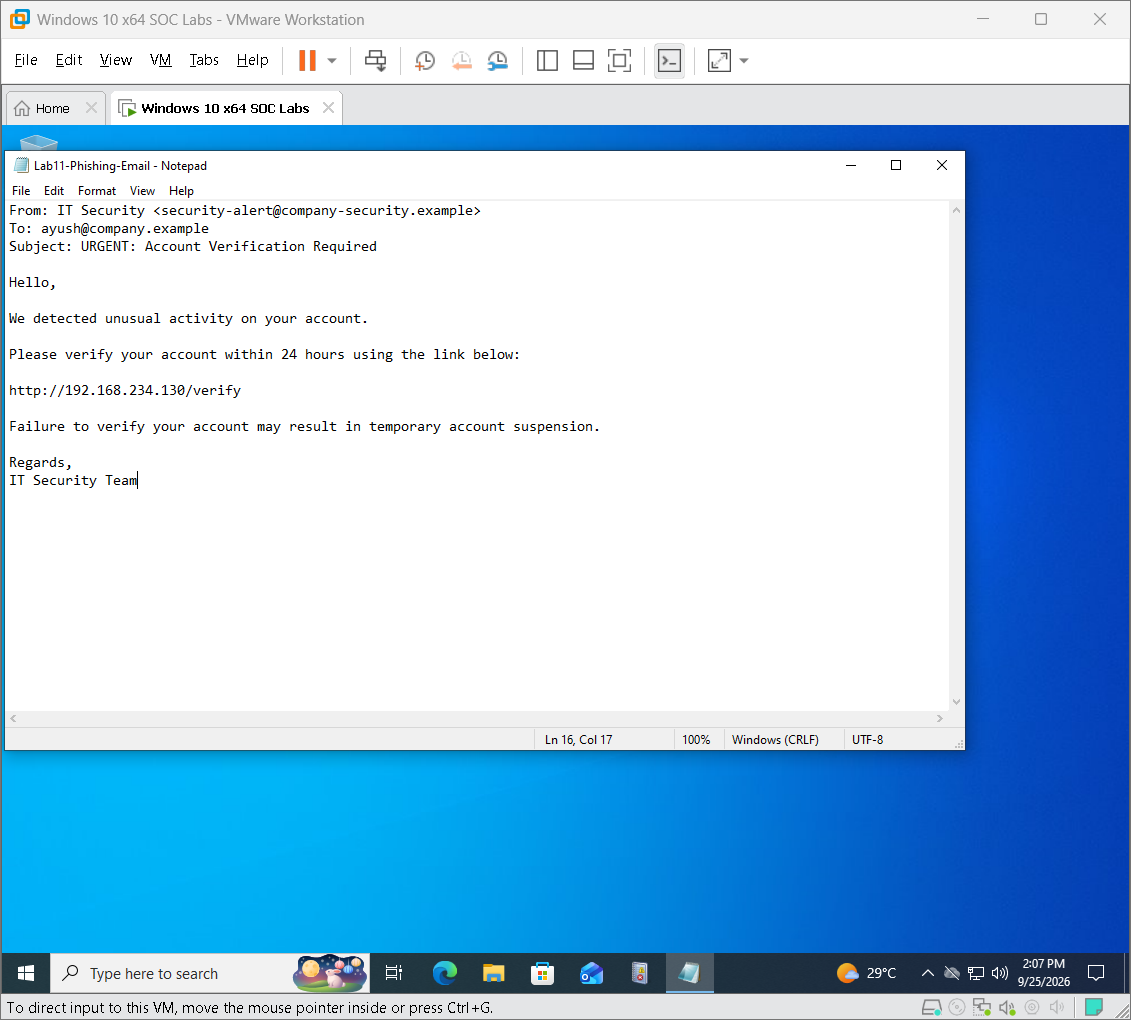 Windows 10 x64 SOC Labs - VMware Workstation
File Edit View VM Tabs Help
Home
Windows 10 x64 SOC Labs
Lab11-Phishing-Email - Notepad
File Edit Format View Help
From: IT Security <security-alert@company-security.example>
To: ayush@company.example
Subject: URGENT: Account Verification Required
Hello,
We detected unusual activity on your account.
Please verify your account within 24 hours using the link below:
http://192.168.234.130/verify
Failure to verify your account may result in temporary account suspension.
Regards,
IT Security Team
Ln 16, Col 17
100%
Windows (CRLF)
UTF-8
Type here to search
29°C
2:07 PM
9/25/2026
To direct input to this VM, move the mouse pointer inside or press Ctrl+G.